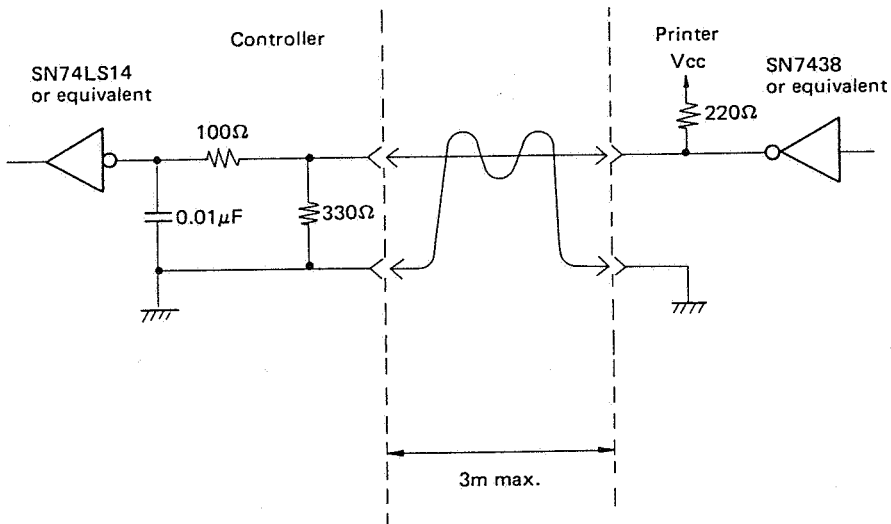 Controller
SN74LS14
or equivalent
100Ω
0.01μF
330Ω
Printer
Vcc
SN7438
or equivalent
220Ω
3m max.